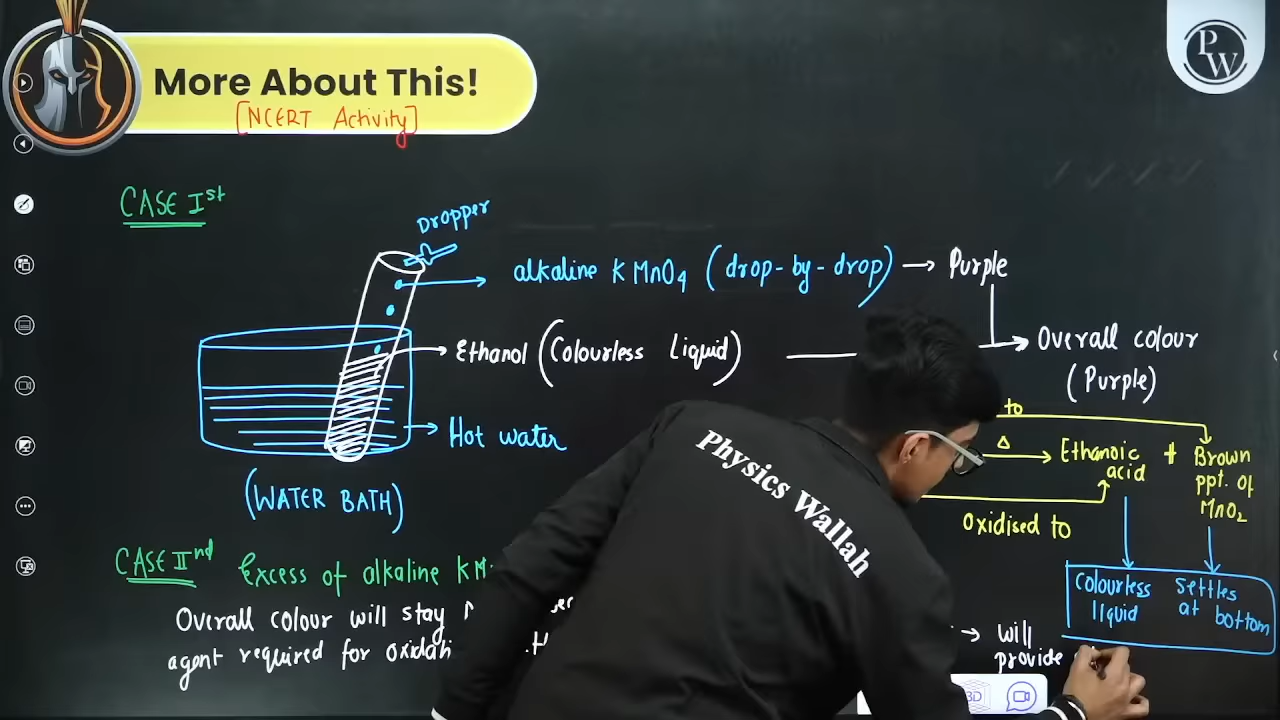 More About This!
[NCERT Activity]
PW
CASE Ist
Dropper
alkaline KMnO4 (drop-by-drop) → Purple
Ethanol (Colourless Liquid)
Overall colour
(Purple)
Hot water
(WATER BATH)
to
Δ
Ethanoic
acid
+
Brown
ppt. of
MnO2
Oxidised to
Colourless
liquid
Settles
at bottom
CASE IInd
Excess of alkaline
Overall colour will stay
agent required for
→ will
provide
Physics Wallah
3D